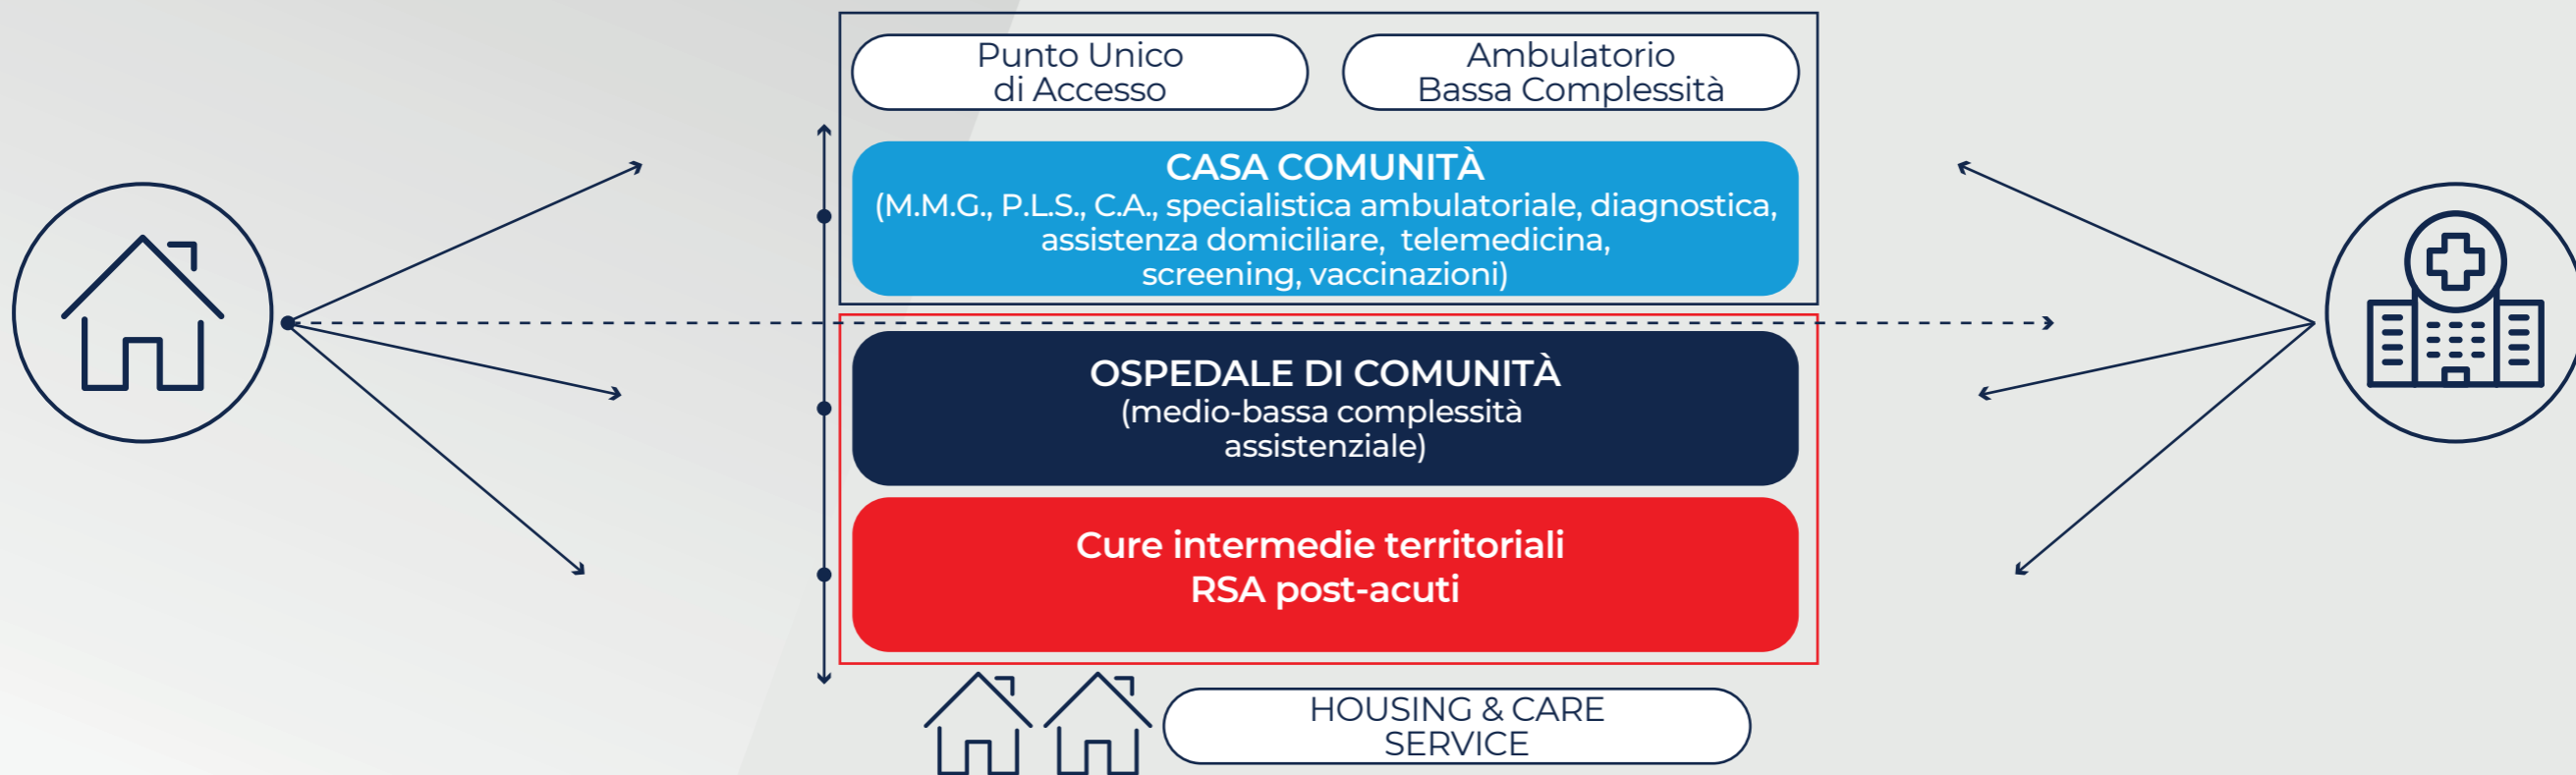 Punto Unico
di Accesso
Ambulatorio
Bassa Complessità
CASA COMUNITÀ
(M.M.G., P.L.S., C.A., specialistica ambulatoriale, diagnostica,
assistenza domiciliare, telemedicina,
screening, vaccinazioni)
OSPEDALE DI COMUNITÀ
(medio-bassa complessità
assistenziale)
Cure intermedie territoriali
RSA post-acuti
HOUSING & CARE
SERVICE